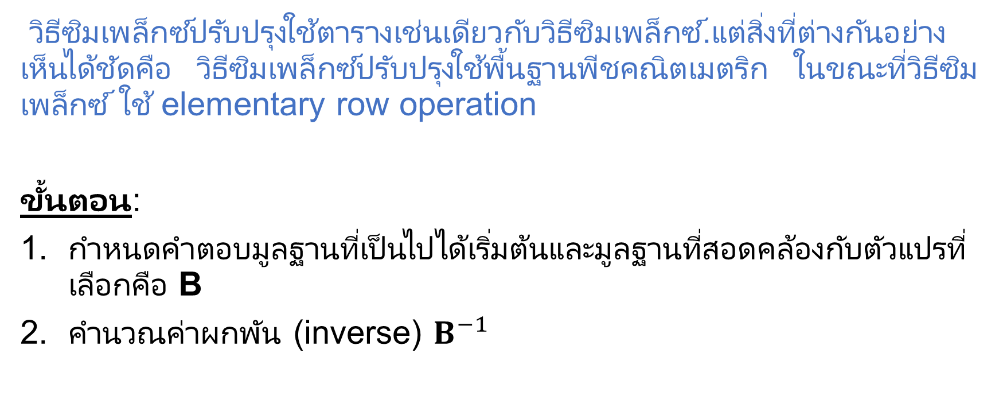 วิธีซิมเพล็กซ์ปรับปรุงใช้ตารางเช่นเดียวกับวิธีซิมเพล็กซ์.แต่สิ่งที่ต่างกันอย่าง
เห็นได้ชัดคือ วิธีซิมเพล็กซ์ปรับปรุงใช้พื้นฐานพีชคณิตเมตริก ในขณะที่วิธีซิม
เพล็กซ์ ใช้ elementary row operation
ขั้นตอน:
1. กำหนดคำตอบมูลฐานที่เป็นไปได้เริ่มต้นและมูลฐานที่สอดคล้องกับตัวแปรที่
เลือกคือ B
2. คำนวณค่าผกพัน (inverse) B⁻¹